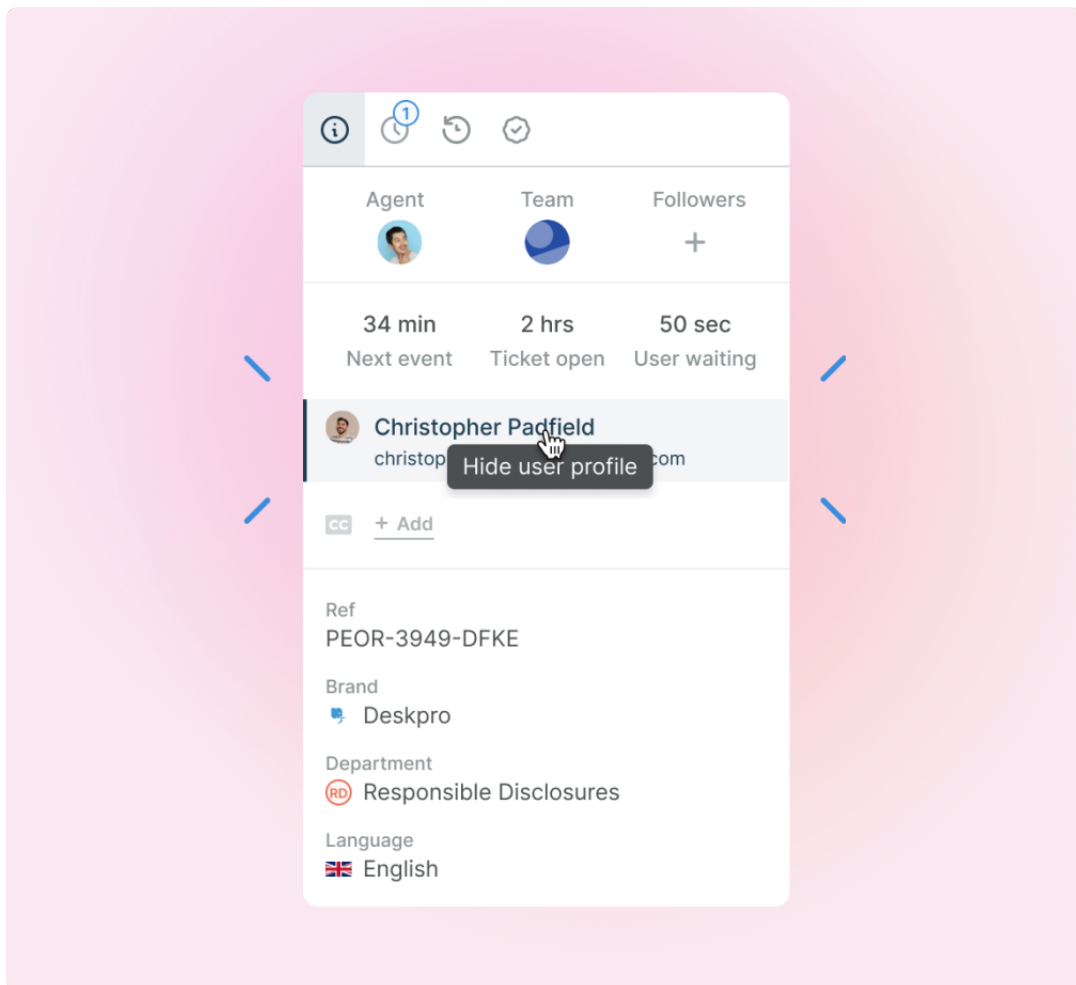 1
Agent Team Followers
+
34 min 2 hrs 50 sec
Next event Ticket open User waiting
Christopher Padfield
christop com
Hide user profile
CC + Add
Ref
PEOR-3949-DFKE
Brand
Deskpro
Department
RD Responsible Disclosures
Language
English